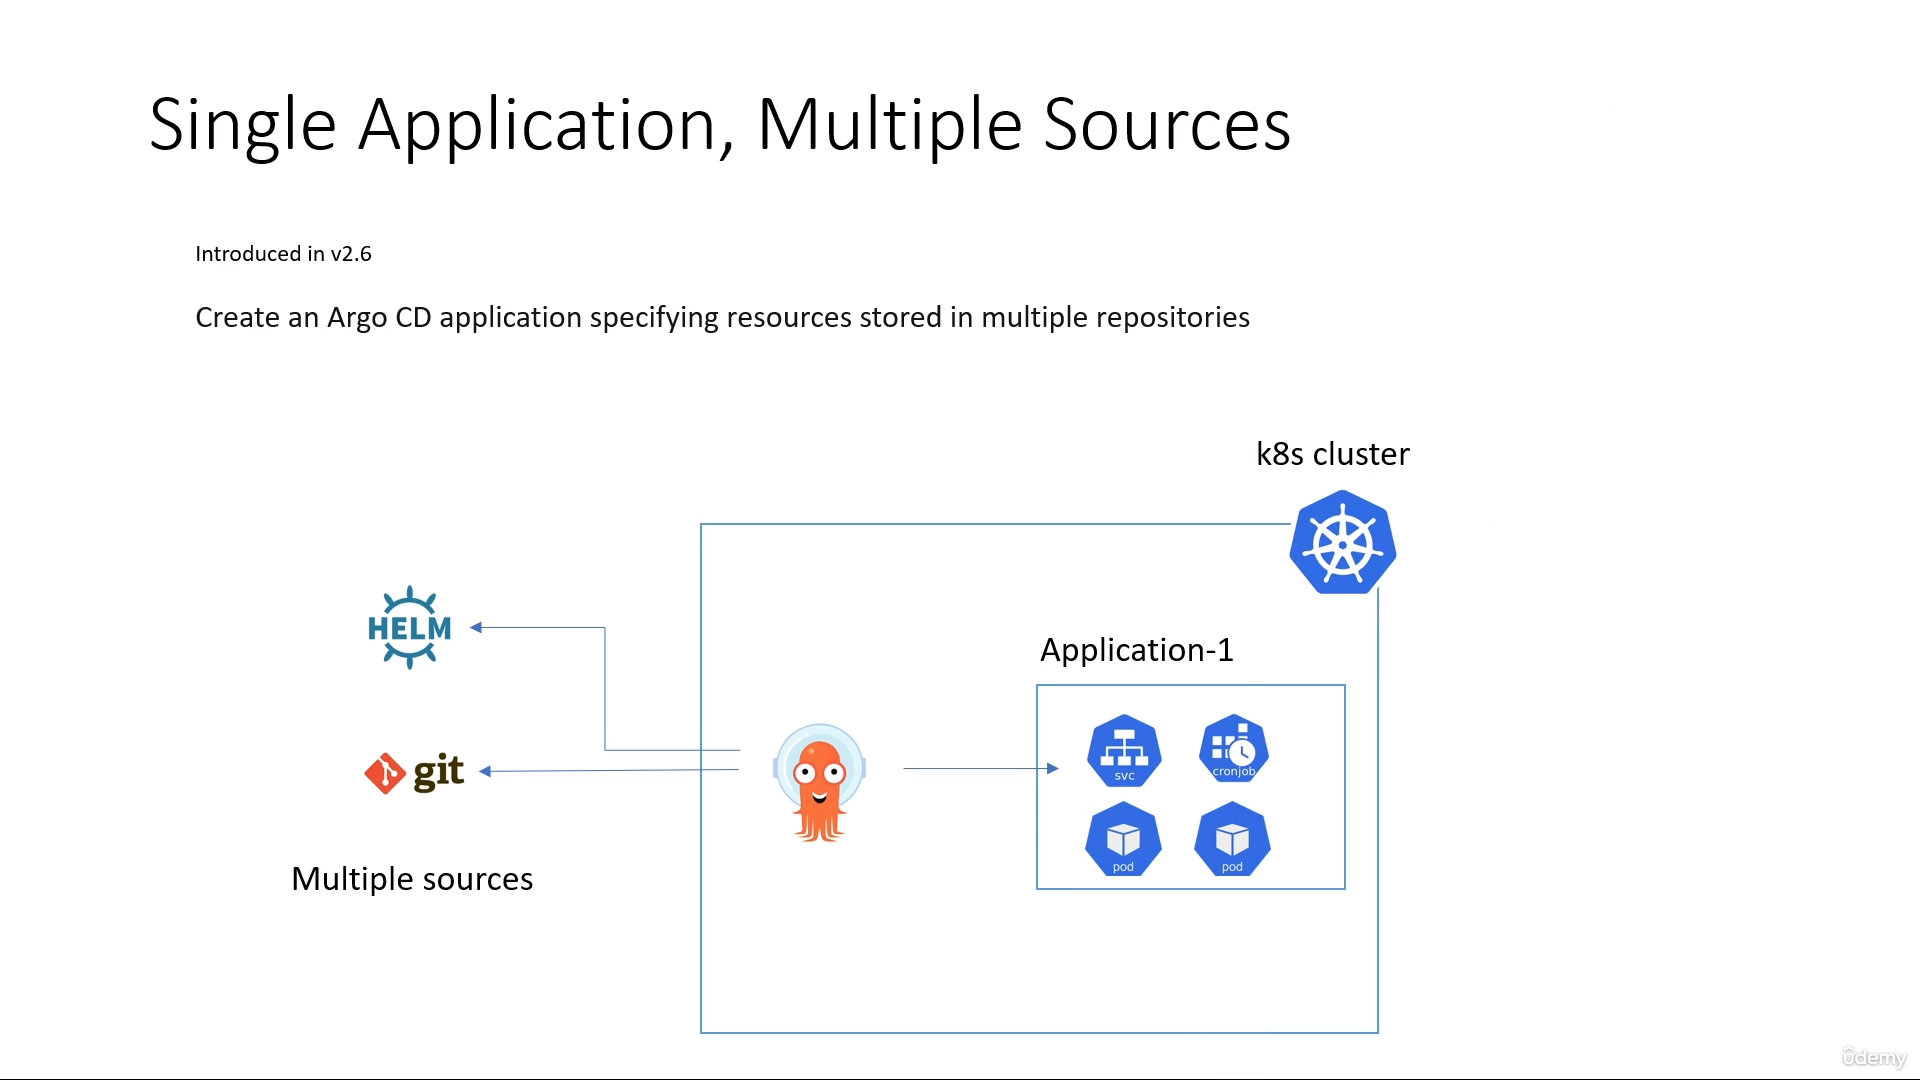 Single Application, Multiple Sources
Introduced in v2.6
Create an Argo CD application specifying resources stored in multiple repositories
k8s cluster
HELM
Application-1
svc
cronjob
git
pod
pod
Multiple sources
ûdemy